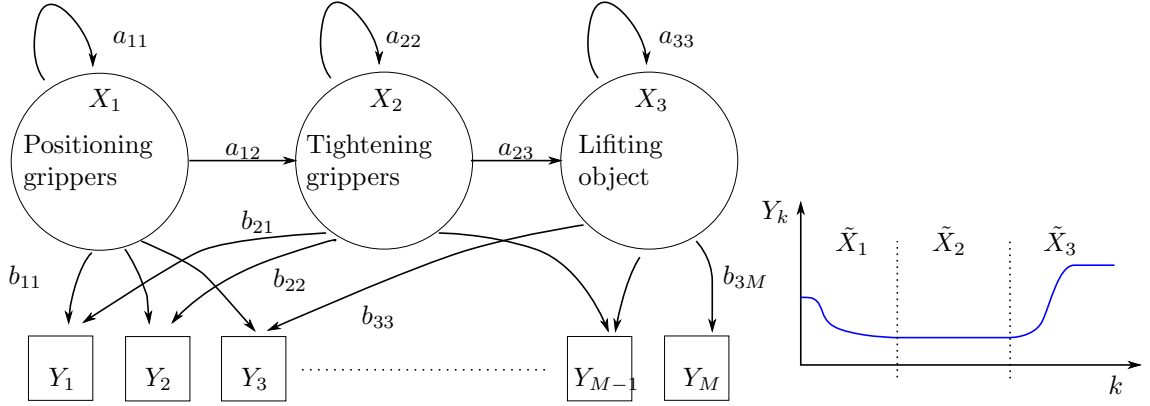 a11
a22
a33
X1
X2
X3
Positioning
grippers
Tightening
grippers
Lifiting
object
a12
a23
b11
b21
b22
b33
b3M
Y1
Y2
Y3
YM−1
YM
Yk
X̃1
X̃2
X̃3
k